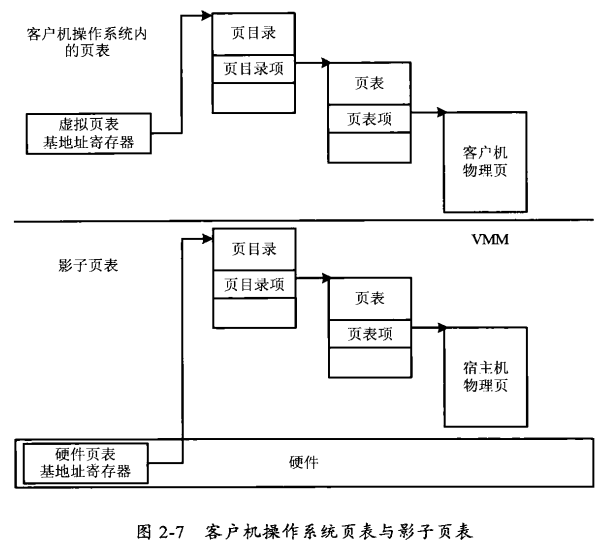 客户机操作系统内
的页表
页目录
页目录项
页表
页表项
虚拟页表
基地址寄存器
客户机
物理页
VMM
影子页表
页目录
页目录项
页表
页表项
宿主机
物理页
硬件页表
基地址寄存器
硬件
图 2-7 客户机操作系统页表与影子页表